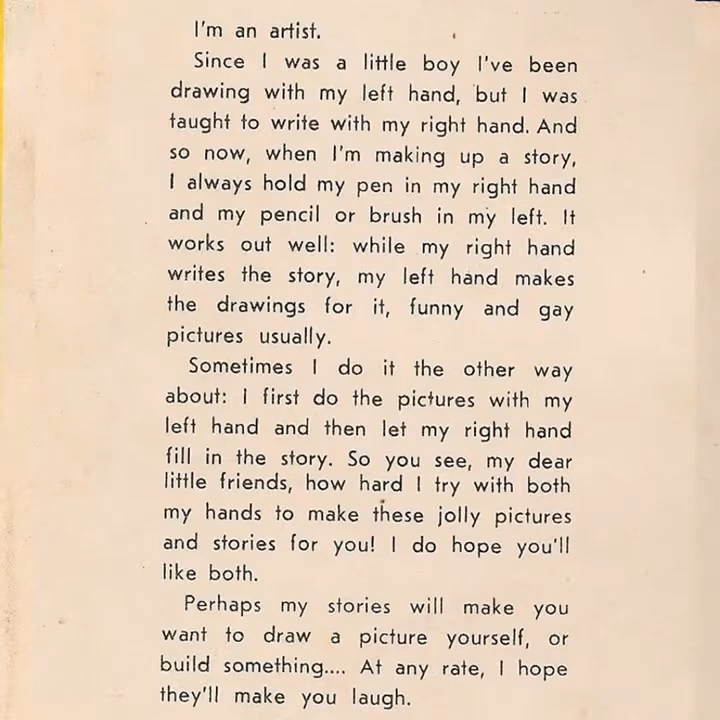 I'm an artist.
Since I was a little boy I've been
drawing with my left hand, but I was
taught to write with my right hand. And
so now, when I'm making up a story,
I always hold my pen in my right hand
and my pencil or brush in my left. It
works out well: while my right hand
writes the story, my left hand makes
the drawings for it, funny and gay
pictures usually.
Sometimes I do it the other way
about: I first do the pictures with my
left hand and then let my right hand
fill in the story. So you see, my dear
little friends, how hard I try with both
my hands to make these jolly pictures
and stories for you! I do hope you'll
like both.
Perhaps my stories will make you
want to draw a picture yourself, or
build something.... At any rate, I hope
they'll make you laugh.